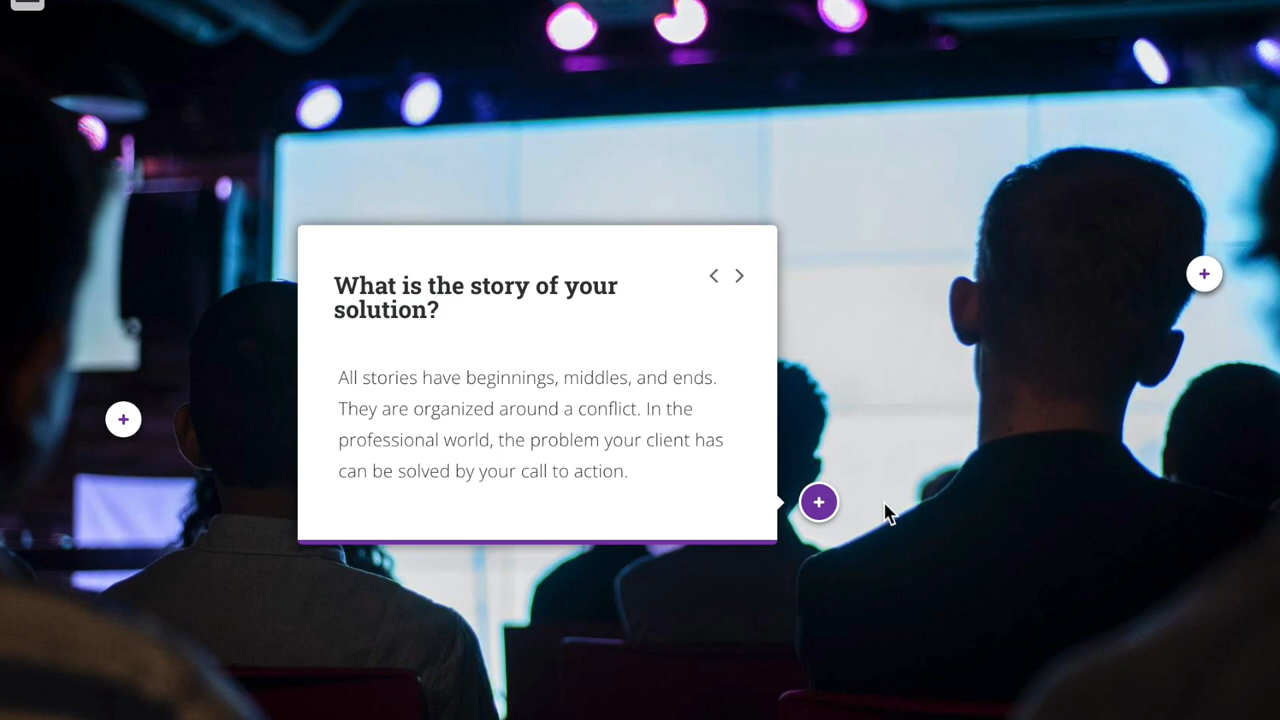 What is the story of your
solution?
All stories have beginnings, middles, and ends.
They are organized around a conflict. In the
professional world, the problem your client has
can be solved by your call to action.